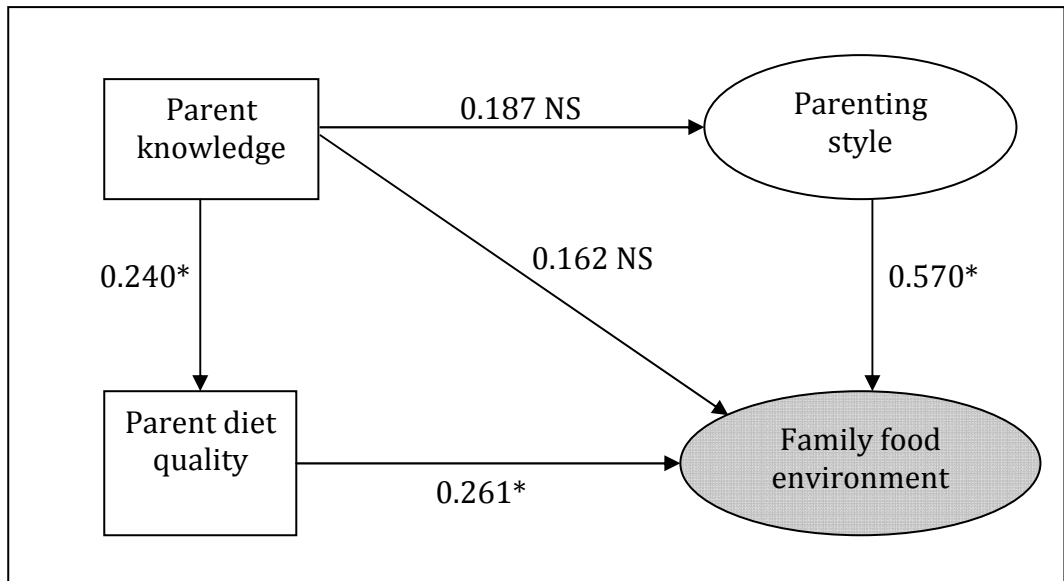 Parent
knowledge
0.187 NS
Parenting
style
0.240*
0.162 NS
0.570*
Parent diet
quality
0.261*
Family food
environment